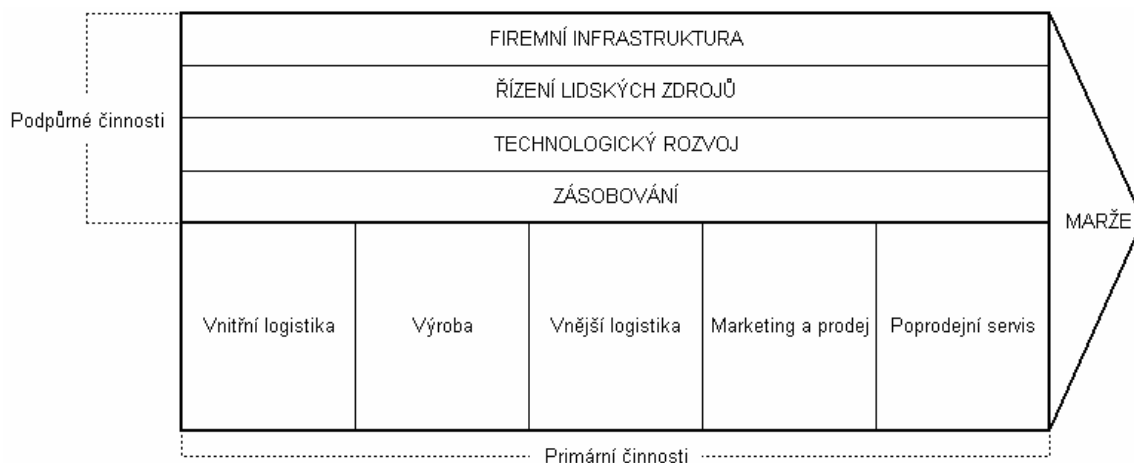 FIREMNÍ INFRASTRUKTURA
ŘÍZENÍ LIDSKÝCH ZDROJŮ
Podpůrné činnosti
TECHNOLOGICKÝ ROZVOJ
ZÁSOBOVÁNÍ
MARŽE
Vnitřní logistika
Výroba
Vnější logistika
Marketing a prodej
Poprodejní servis
Primární činnosti